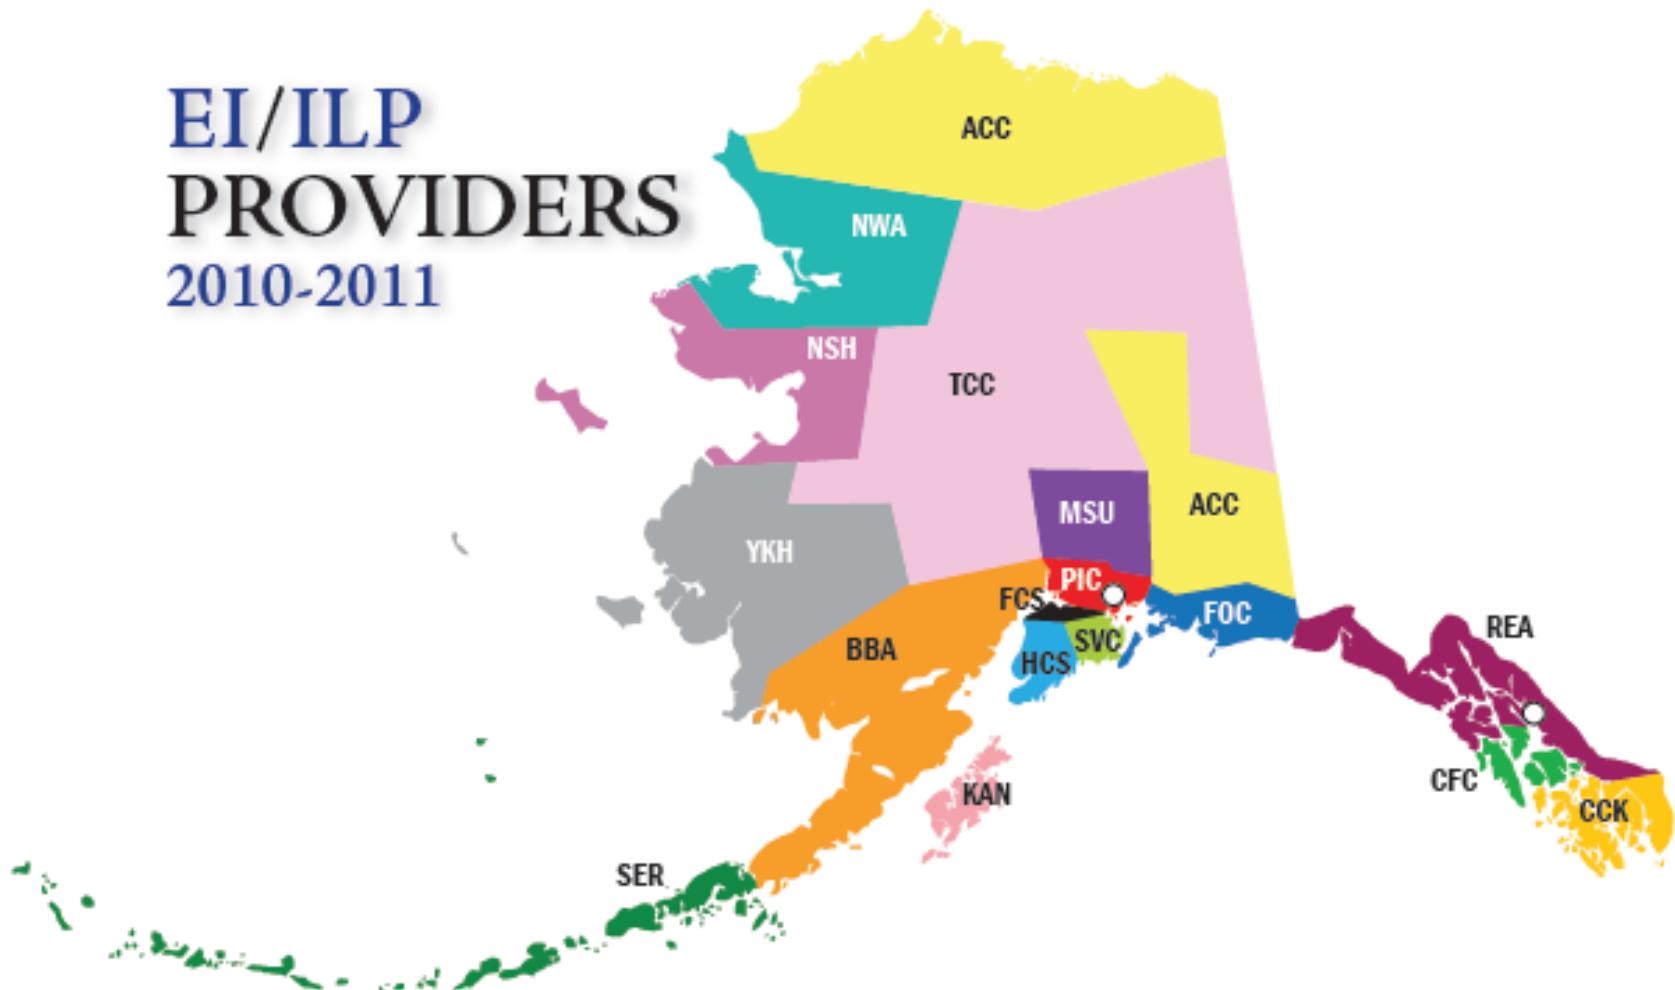 EI/ILP
PROVIDERS
2010-2011
ACC
NWA
NSH
TCC
MSU
ACC
YKH
PIC
FCS
FOC
REA
SVC
BBA
HCS
CFC
KAN
CCK
SER